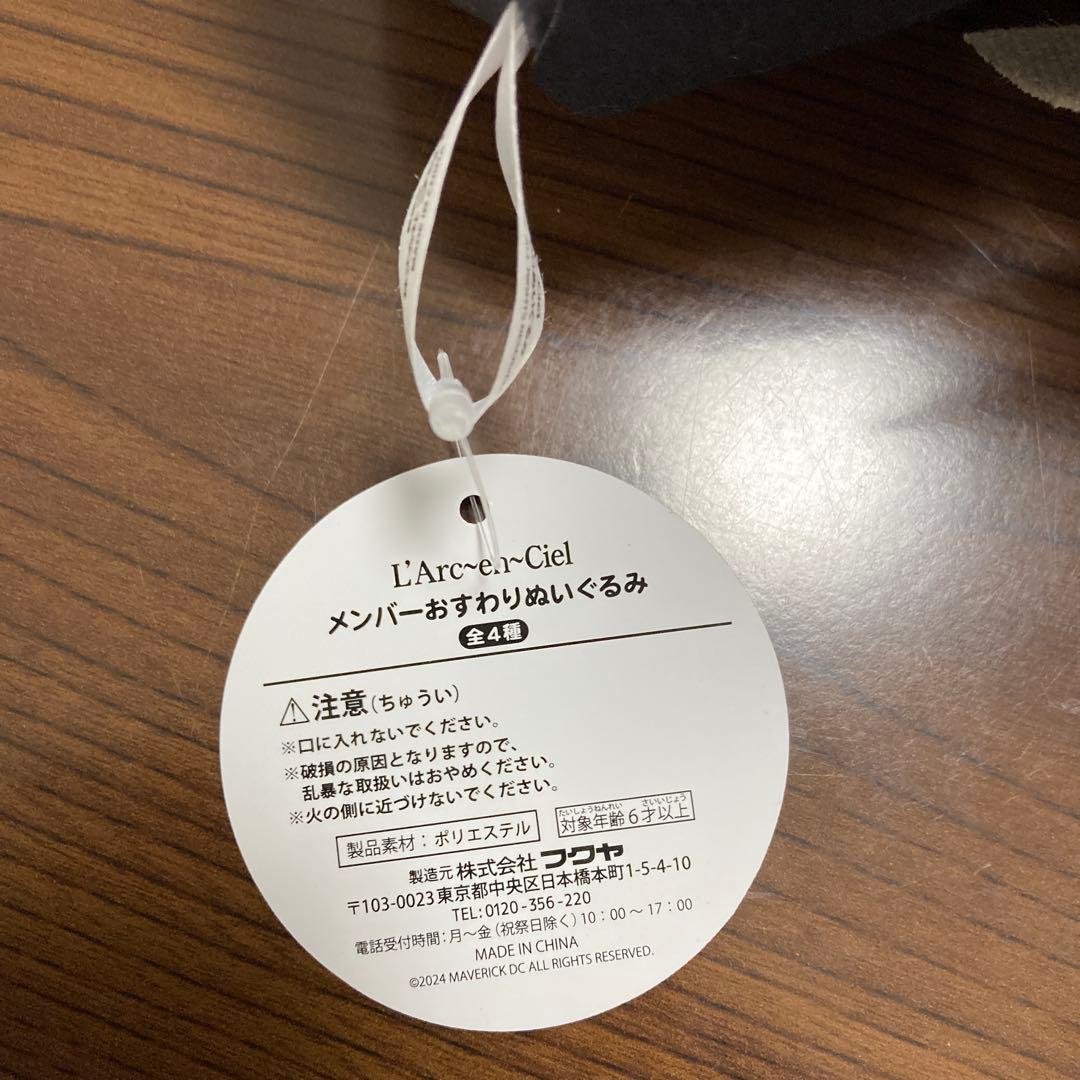 L'Arc~en~Ciel
メンバーおすわりぬいぐるみ
全4種
⚠注意(ちゅうい)
※口に入れないでください。
※破損の原因となりますので、
乱暴な取扱いはおやめください。
※火の側に近づけないでください。
製品素材：ポリエステル
たいしょうねんれい さいいじょう
対象年齢6才以上
製造元 株式会社フクヤ
〒103-0023東京都中央区日本橋本町1-5-4-10
TEL:0120-356-220
電話受付時間：月～金(祝祭日除く)10：00～17：00
MADE IN CHINA
©2024 MAVERICK DC ALL RIGHTS RESERVED.